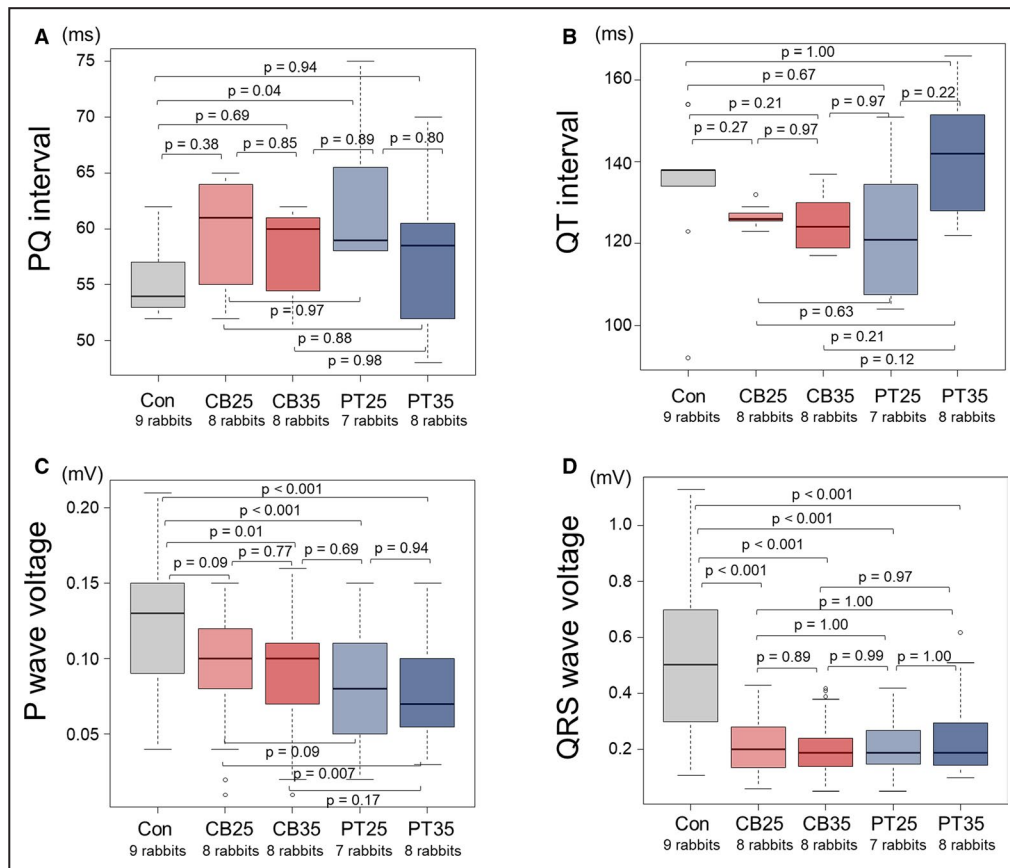 A (ms)
PQ interval
75
70
65
60
55
50
p = 0.94
p = 0.04
p = 0.69
p = 0.38
p = 0.85
p = 0.89
p = 0.80
p = 0.97
p = 0.88
p = 0.98
Con CB25 CB35 PT25 PT35
9 rabbits 8 rabbits 8 rabbits 7 rabbits 8 rabbits
B (ms)
QT interval
160
140
120
100
p = 1.00
p = 0.67
p = 0.21
p = 0.97
p = 0.22
p = 0.27
p = 0.97
p = 0.63
p = 0.21
p = 0.12
Con CB25 CB35 PT25 PT35
9 rabbits 8 rabbits 8 rabbits 7 rabbits 8 rabbits
C (mV)
P wave voltage
0.20
0.15
0.10
0.05
p < 0.001
p < 0.001
p = 0.01
p = 0.09
p = 0.77
p = 0.69
p = 0.94
p = 0.09
p = 0.007
p = 0.17
Con CB25 CB35 PT25 PT35
9 rabbits 8 rabbits 8 rabbits 7 rabbits 8 rabbits
D (mV)
QRS wave voltage
1.0
0.8
0.6
0.4
0.2
p < 0.001
p < 0.001
p < 0.001
p < 0.001
p = 0.97
p = 1.00
p = 1.00
p = 0.89
p = 0.99
p = 1.00
Con CB25 CB35 PT25 PT35
9 rabbits 8 rabbits 8 rabbits 7 rabbits 8 rabbits